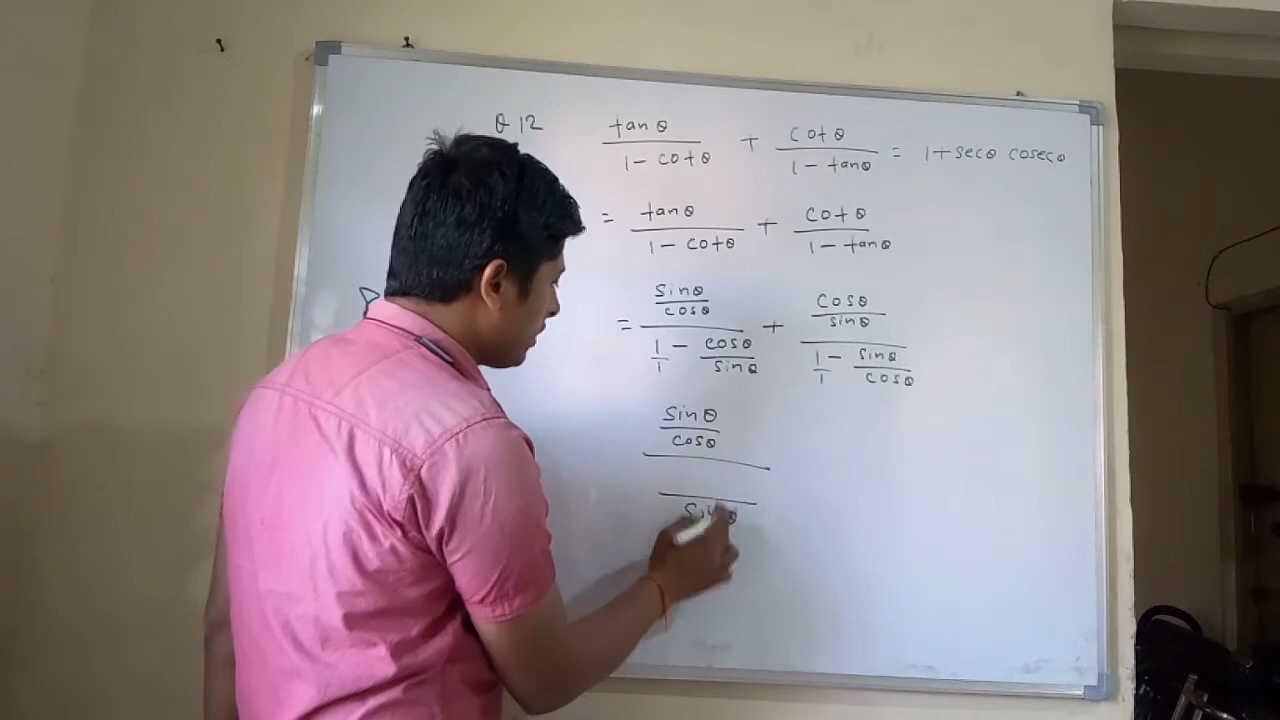 Q 12 tanθ/(1 - cotθ) + cotθ/(1 - tanθ) = 1 + secθ cosecθ
= tanθ/(1 - cotθ) + cotθ/(1 - tanθ)
= (sinθ/cosθ)/(1/1 - cosθ/sinθ) + (cosθ/sinθ)/(1/1 - sinθ/cosθ)
sinθ/cosθ
sinθ